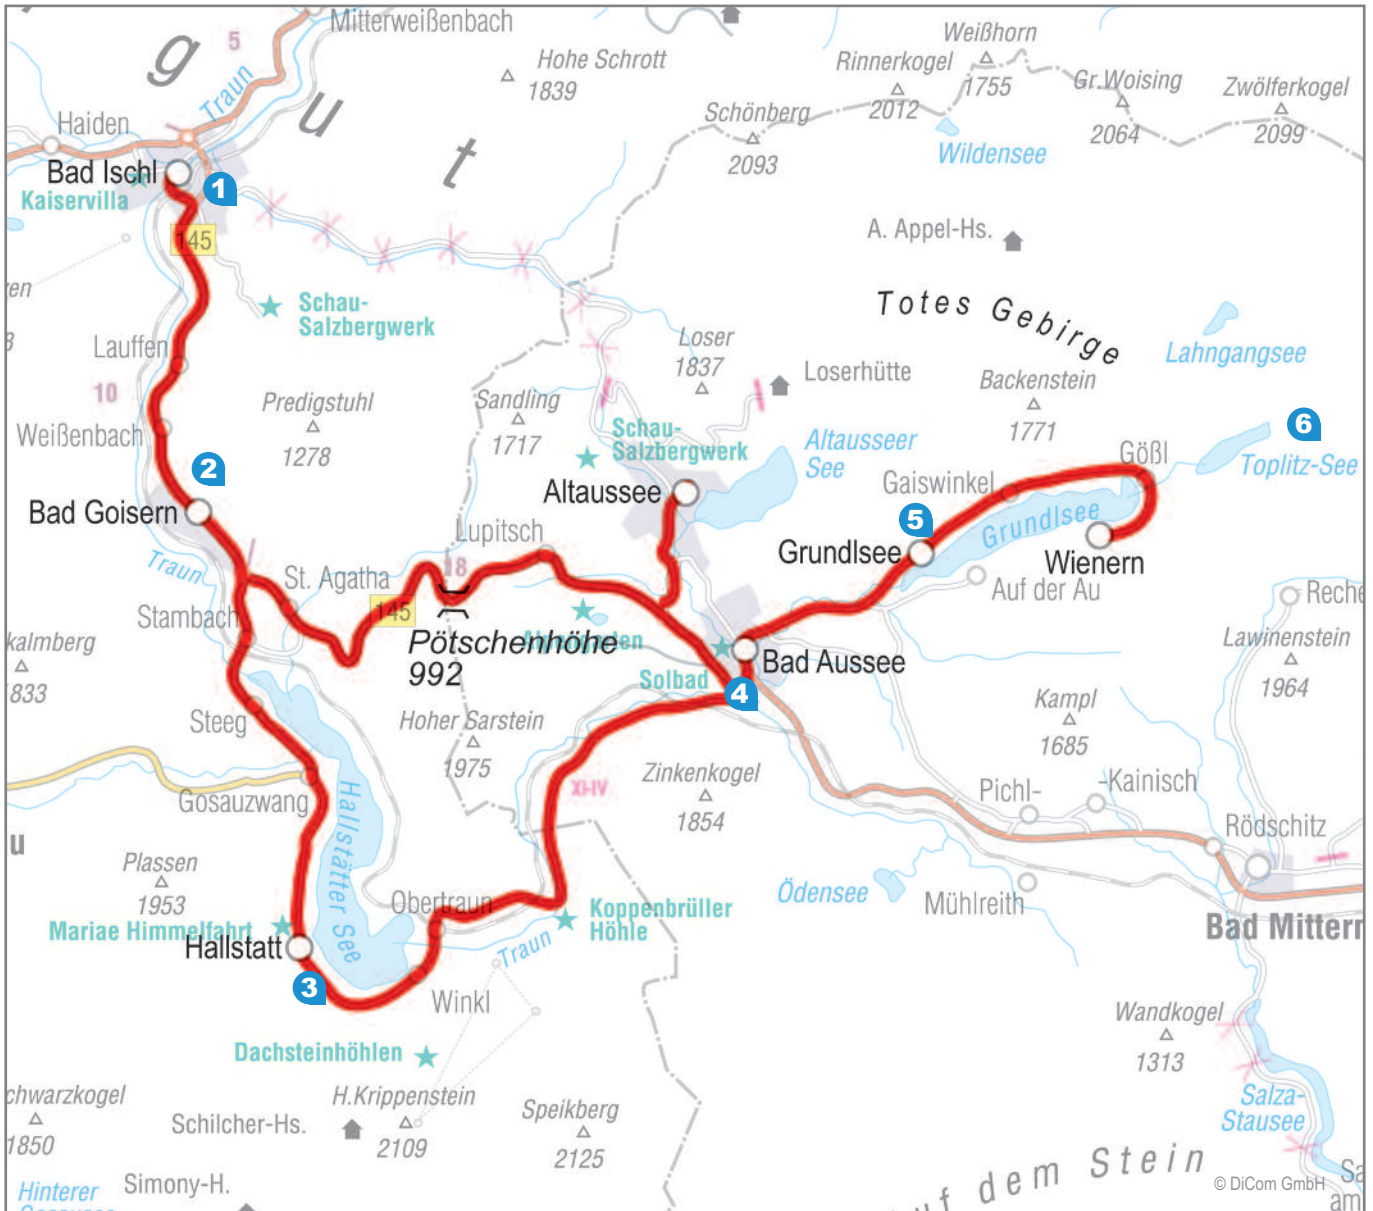 Mitterweißenbach
5
g
u
t
Traun
Hohe Schrott
1839
Weißhorn
1755
Rinnerkogel
2012
Gr.Woising
2064
Zwölferkogel
2099
Schönberg
2093
Wildensee
Haiden
Bad Ischl
Kaiservilla
1
145
A. Appel-Hs.
Totes Gebirge
Schau-
Salzbergwerk
Lauffen
10
Weißenbach
Predigstuhl
1278
Loser
1837
Loserhütte
Sandling
1717
Schau-
Salzbergwerk
Altausseer
See
Backenstein
1771
Lahngangsee
6
Toplitz-See
Gößl
Gaiswinkel
5
Grundlsee
Grundlsee
Wienern
Auf der Au
2
Bad Goisern
Altaussee
Lupitsch
18
Traun
St. Agatha
145
Stambach
Pötschenhöhe
992
Solbad
4
Bad Aussee
kalmberg
833
Steeg
Hoher Sarstein
1975
Gosauzwang
Hallstätter See
XI-IV
Zinkenkogel
1854
Kampl
1685
Lawinenstein
1964
Pichl-
-Kainisch
Rödschitz
Mühlreith
Ödensee
Bad Mittern
u
Plassen
1953
Mariae Himmelfahrt
Hallstatt
3
Obertraun
Koppenbrüller
Höhle
Traun
Winkl
Dachsteinhöhlen
H.Krippenstein
2109
Schilcher-Hs.
Speikberg
2125
chwarzkogel
1850
Simony-H.
Hinterer
Wandkogel
1313
Salza-
Stausee
uf dem Stein
© DiCom GmbH